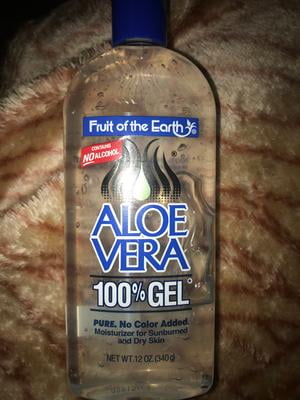 Fruit of the Earth
CONTAINS
NO ALCOHOL
®
ALOE
VERA
100% GEL
PURE. No Color Added.
Moisturizer for Sunburned
and Dry Skin
NET WT. 12 OZ. (340g)